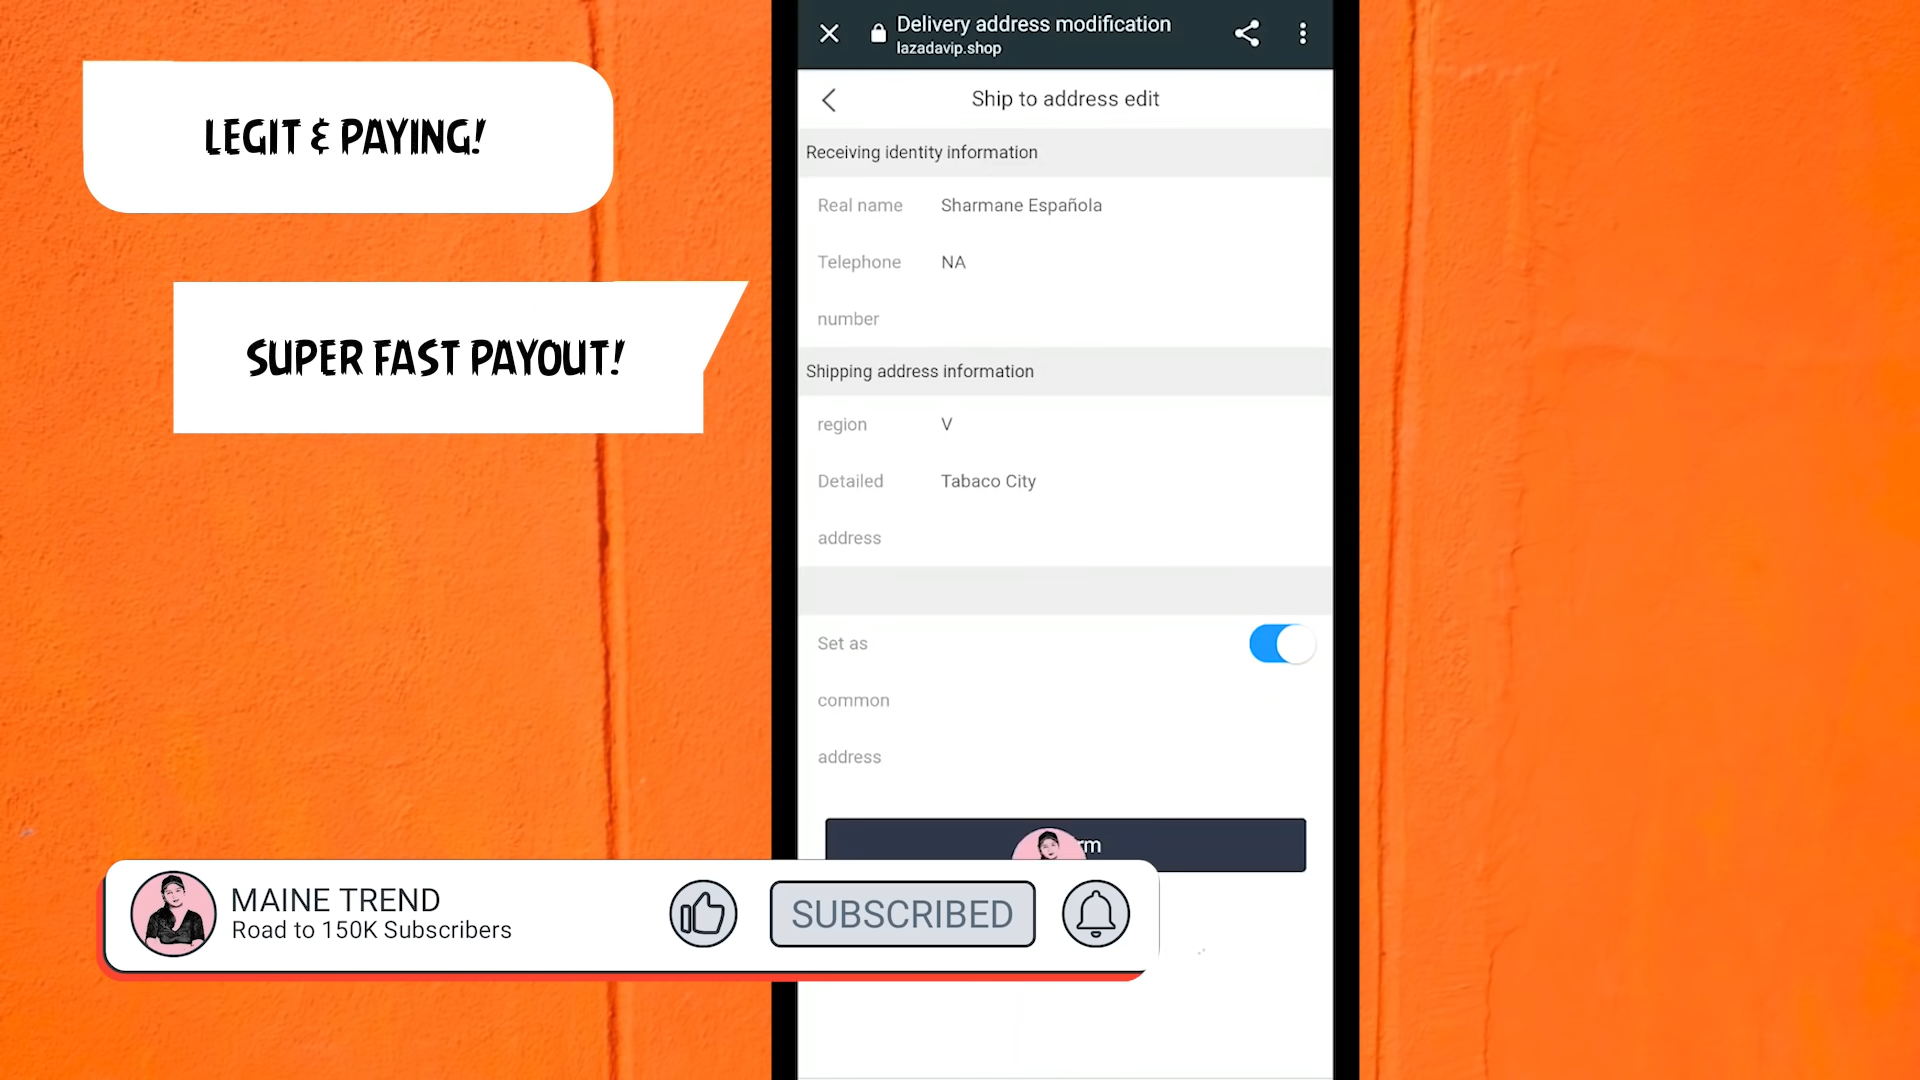 LEGIT & PAYING!
SUPER FAST PAYOUT!
Delivery address modification
lazadavip.shop
Ship to address edit
Receiving identity information
Real name Sharmane Española
Telephone NA
number
Shipping address information
region V
Detailed Tabaco City
address
Set as
common
address
rm
MAINE TREND
Road to 150K Subscribers
SUBSCRIBED